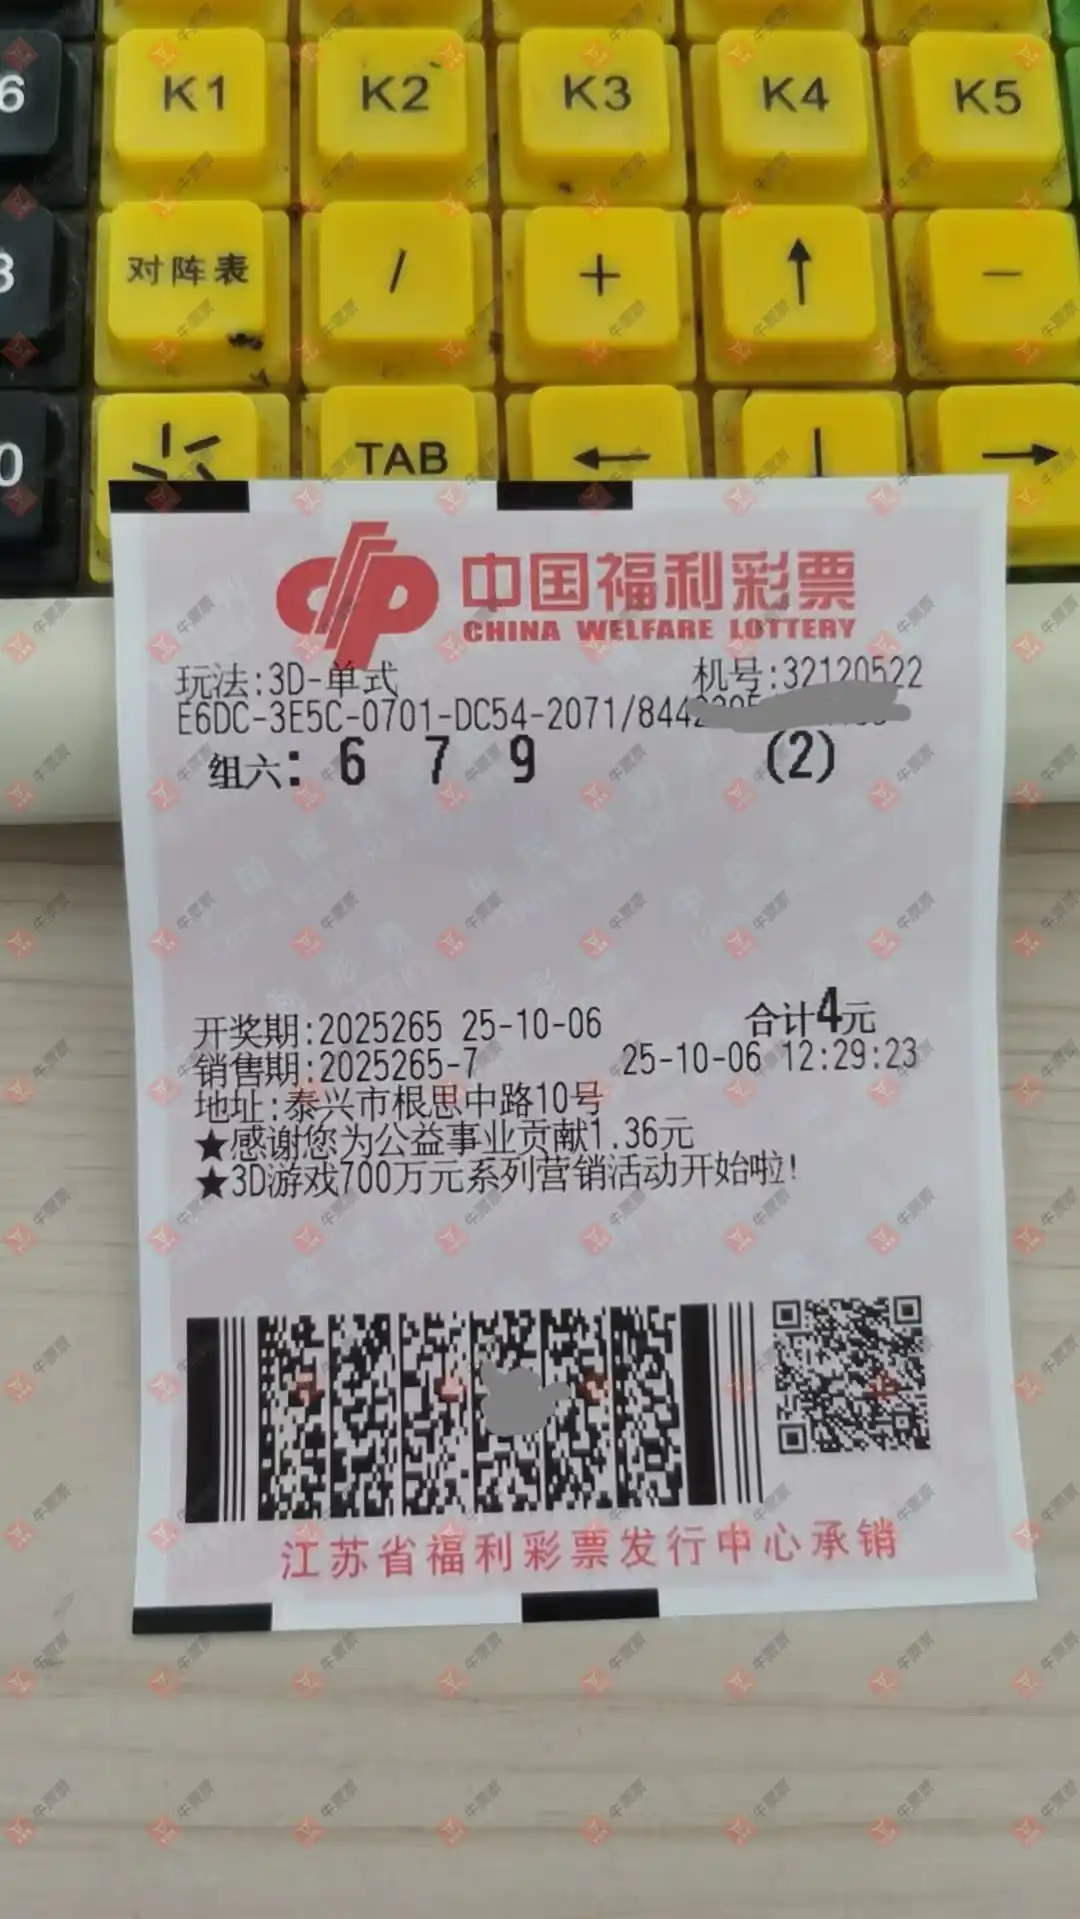 6 K1 K2 K3 K4 K5
3 对阵表 / + ↑ −
0 TAB ← ↓ →
中国福利彩票
CHINA WELFARE LOTTERY
玩法:3D-单式 机号:32120522
E6DC-3E5C-0701-DC54-2071/844
组六: 6 7 9 (2)
开奖期:2025265 25-10-06 合计4元
销售期:2025265-7 25-10-06 12:29:23
地址:泰兴市根思中路10号
★感谢您为公益事业贡献1.36元
★3D游戏700万元系列营销活动开始啦!
江苏省福利彩票发行中心承销
牛票票